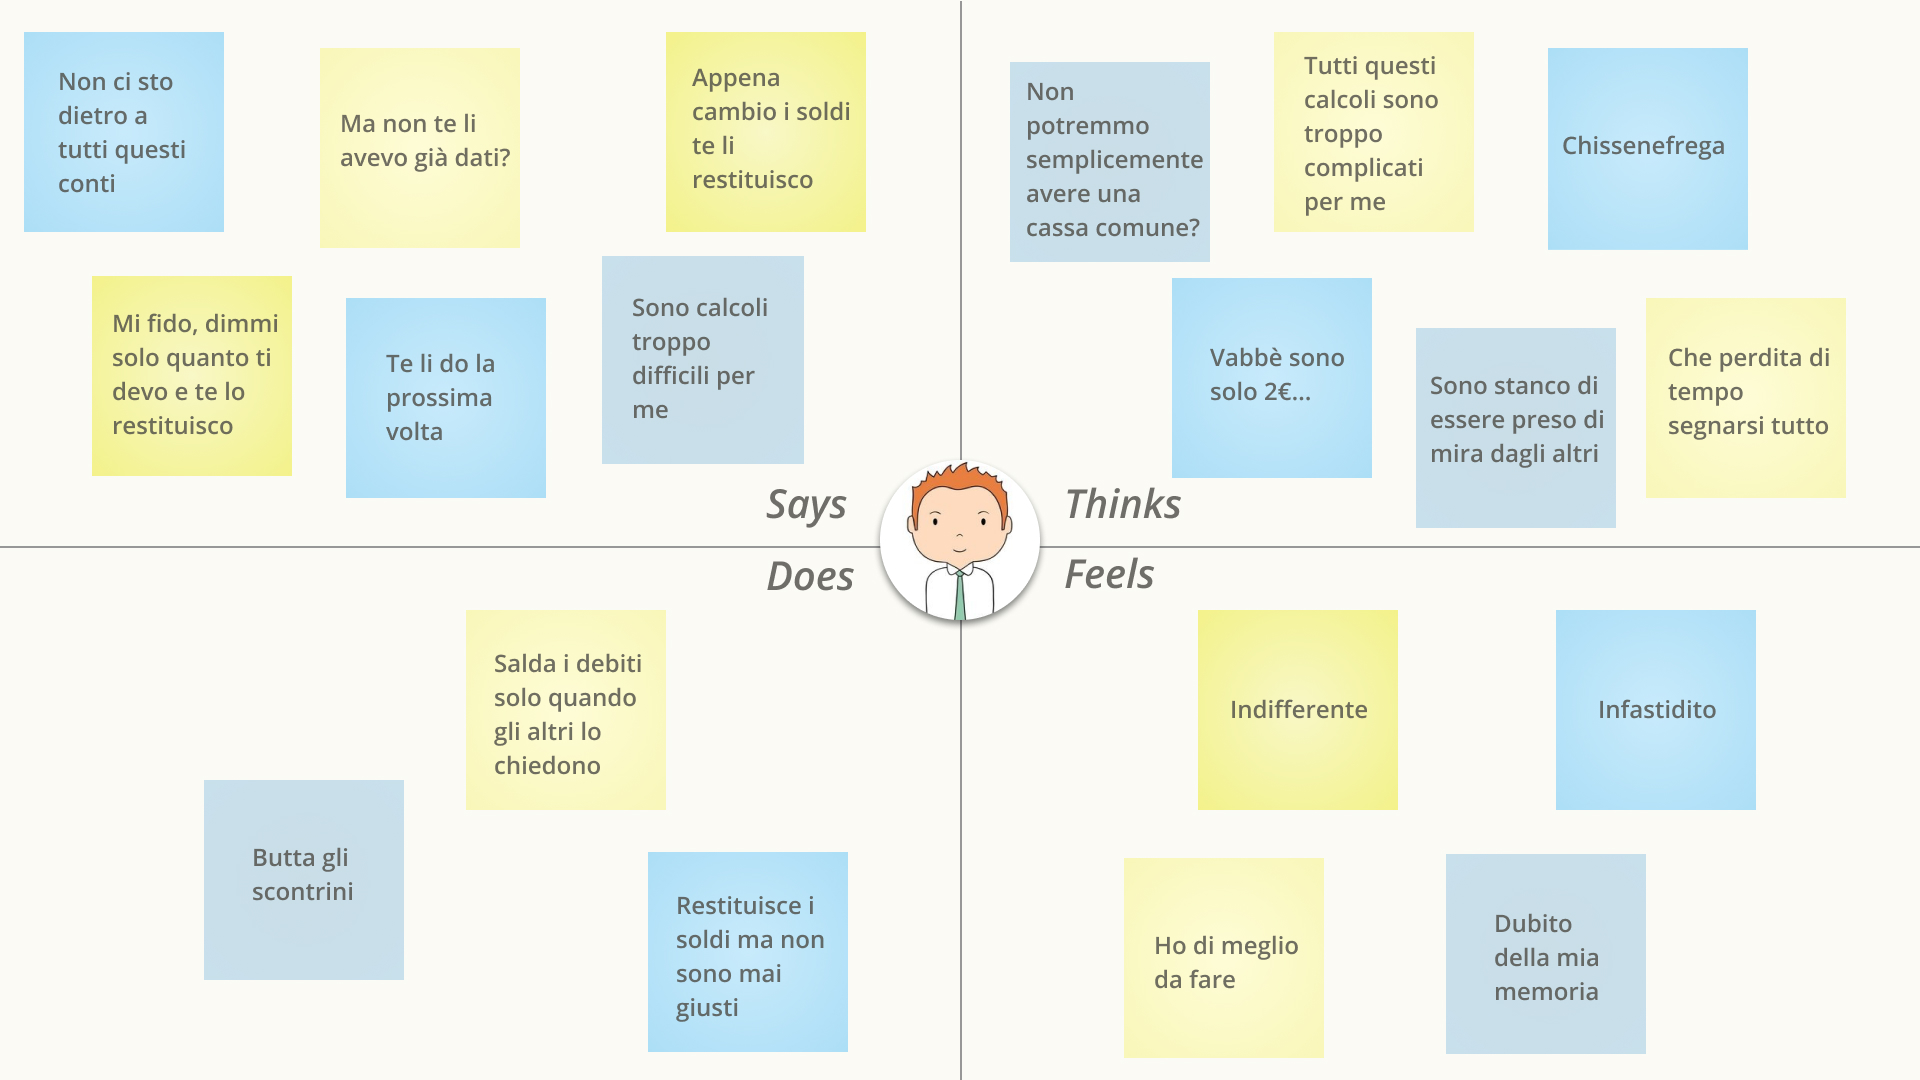 Non ci sto
dietro a
tutti questi
conti
Ma non te li
avevo già dati?
Appena
cambio i soldi
te li
restituisco
Mi fido, dimmi
solo quanto ti
devo e te lo
restituisco
Te li do la
prossima
volta
Sono calcoli
troppo
difficili per
me
Says
Non
potremmo
semplicemente
avere una
cassa comune?
Tutti questi
calcoli sono
troppo
complicati
per me
Chissenefrega
Vabbè sono
solo 2€...
Sono stanco di
essere preso di
mira dagli altri
Che perdita di
tempo
segnarsi tutto
Thinks
Does
Salda i debiti
solo quando
gli altri lo
chiedono
Butta gli
scontrini
Restituisce i
soldi ma non
sono mai
giusti
Feels
Indifferente
Infastidito
Ho di meglio
da fare
Dubito
della mia
memoria